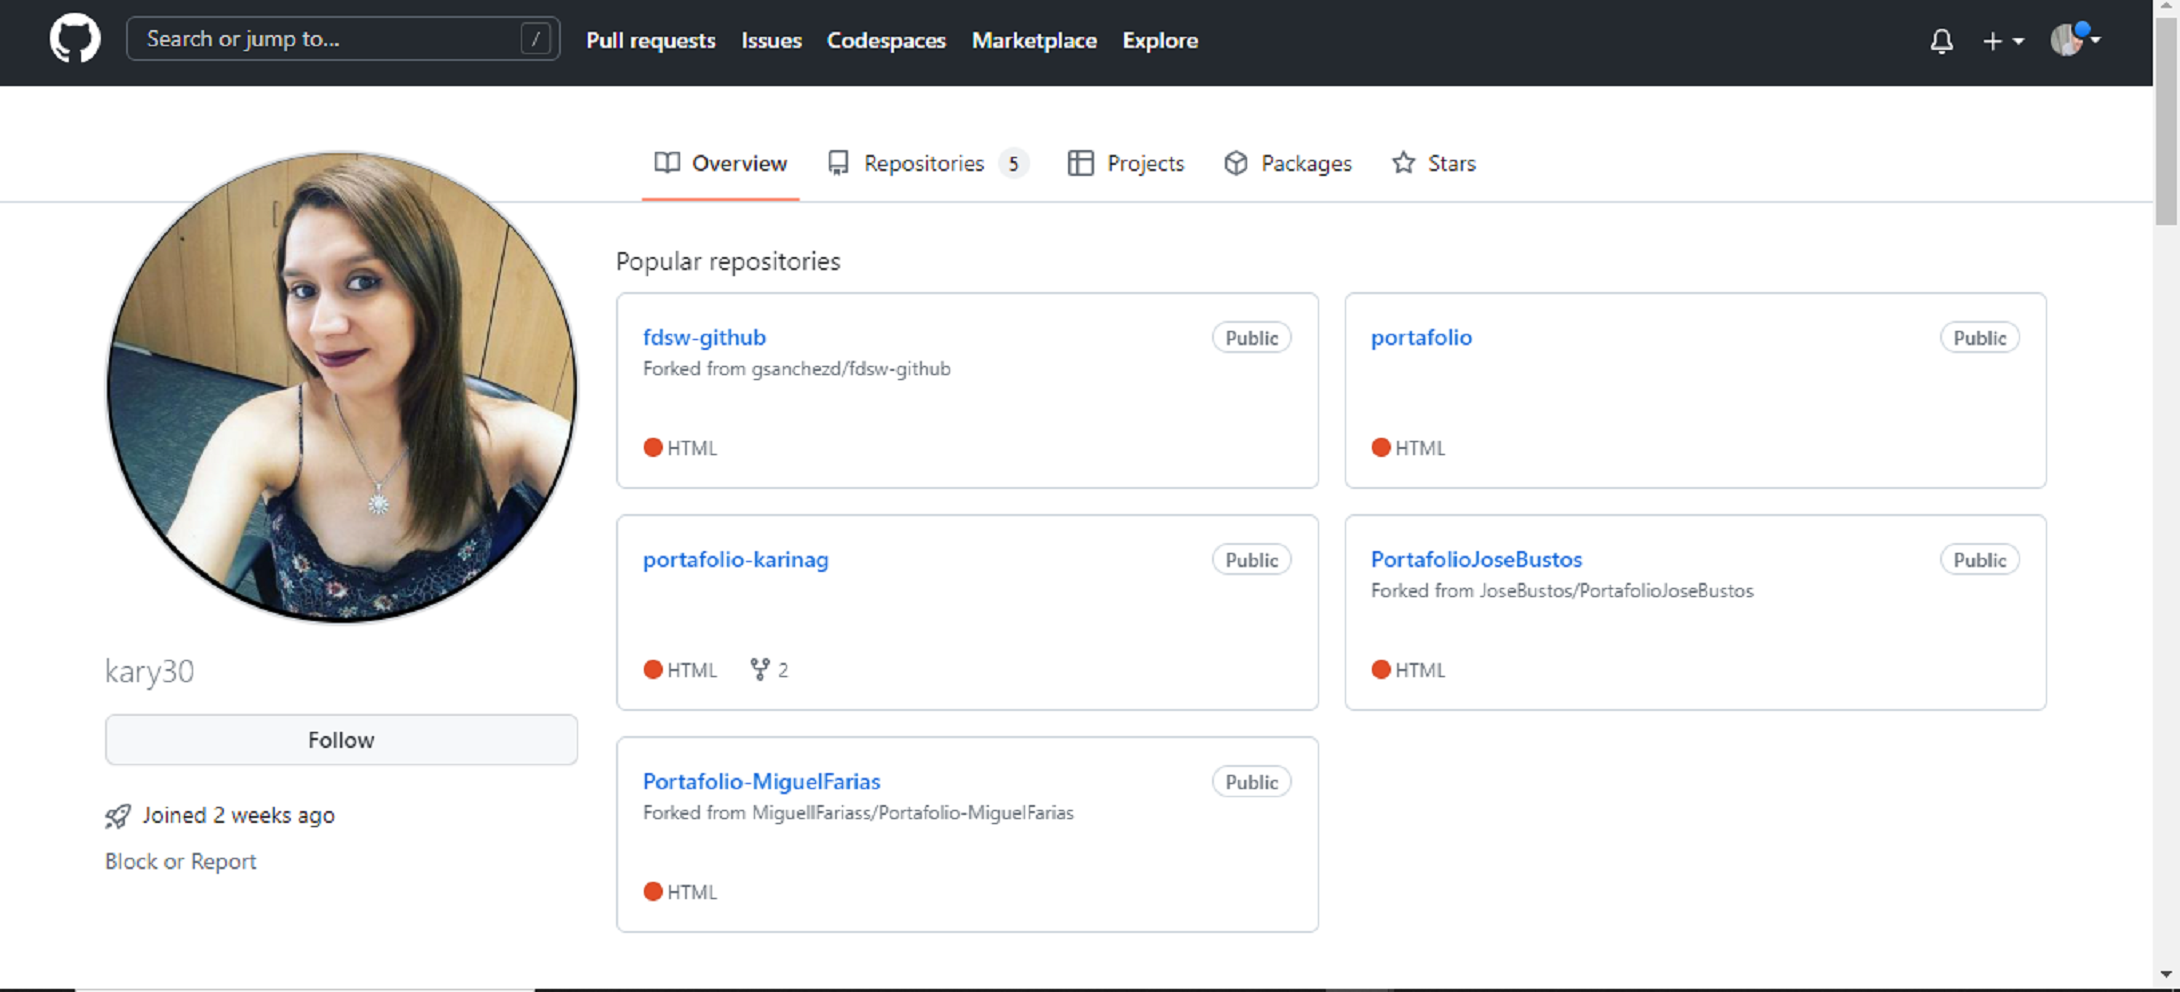 Search or jump to... / Pull requests Issues Codespaces Marketplace Explore
Overview Repositories 5 Projects Packages Stars
Popular repositories
fdsw-github Public
Forked from gsanchezd/fdsw-github
HTML
portafolio Public
HTML
portafolio-karinag Public
HTML 2
PortafolioJoseBustos Public
Forked from JoseBustos/PortafolioJoseBustos
HTML
Portafolio-MiguelFarias Public
Forked from MiguellFariass/Portafolio-MiguelFarias
HTML
kary30
Follow
Joined 2 weeks ago
Block or Report